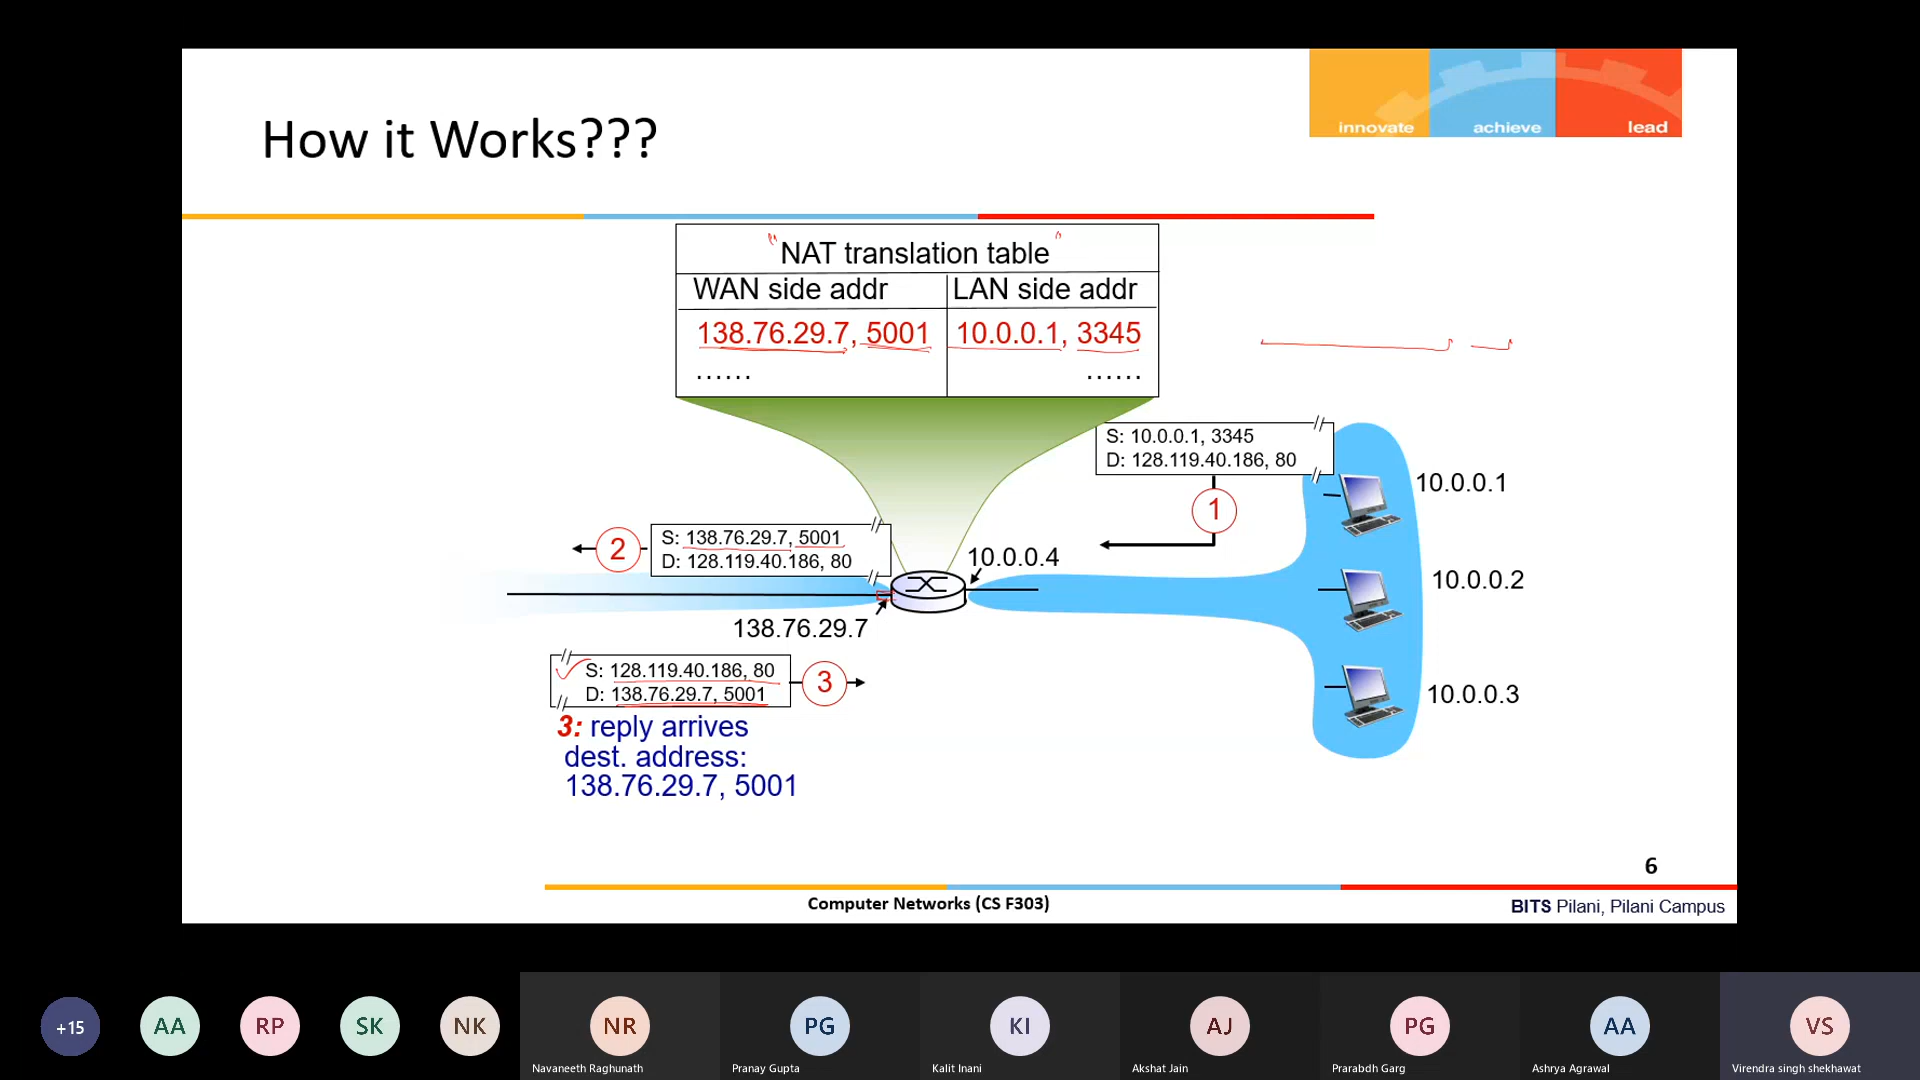 innovate achieve lead
How it Works???
NAT translation table
WAN side addr LAN side addr
138.76.29.7, 5001 10.0.0.1, 3345
...... ......
S: 10.0.0.1, 3345
D: 128.119.40.186, 80
10.0.0.1
1
S: 138.76.29.7, 5001
D: 128.119.40.186, 80
2
10.0.0.4
10.0.0.2
138.76.29.7
S: 128.119.40.186, 80
D: 138.76.29.7, 5001
3
10.0.0.3
3: reply arrives
dest. address:
138.76.29.7, 5001
6
Computer Networks (CS F303)
BITS Pilani, Pilani Campus
+15 AA RP SK NK NR PG KI AJ PG AA VS
Navaneeth Raghunath Pranay Gupta Kalit Inani Akshat Jain Prarabdh Garg Ashrya Agrawal Virendra singh shekhawat